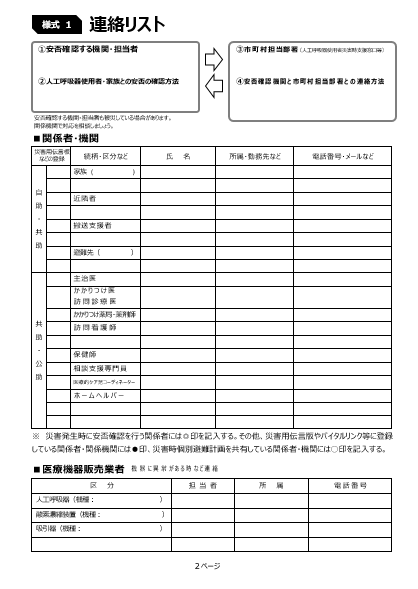 様式 1 連絡リスト
①安否確認する機関・担当者
②人工呼吸器使用者・家族との安否の確認方法
③市町村担当部署(人工呼吸器使用者災害時支援窓口等)
④安否確認機関と市町村担当部署との連絡方法
安否確認する機関・担当者も被災している場合があります。
関係機関で対応を相談しましょう。
■関係者・機関
災害用伝言板などの登録 続柄・区分など 氏 名 所属・勤務先など 電話番号・メールなど
自助・共助
家族（ ）
近隣者
搬送支援者
避難先（ ）
共助・公助
主治医
かかりつけ医
訪問診療医
かかりつけ薬局・薬剤師
訪問看護師
保健師
相談支援専門員
医療的ケア児コーディネーター
ホームヘルパー
※ 災害発生時に安否確認を行う関係者には◎印を記入する。その他、災害用伝言版やバイタルリンク等に登録
している関係者・関係機関には●印、災害時個別避難計画を共有している関係者・機関には○印を記入する。
■医療機器販売業者 機器に異常がある時など連絡
区 分 担当者 所 属 電話番号
人工呼吸器（機種： ）
酸素濃縮装置（機種： ）
吸引器（機種： ）
2ページ